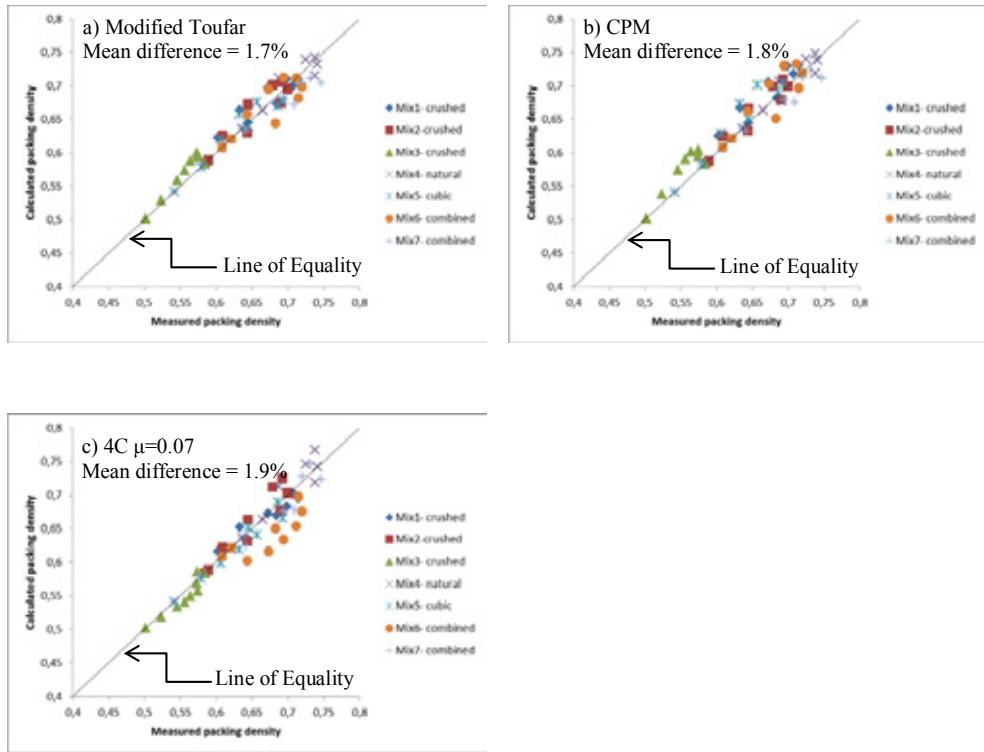 a) Modified Toufar
Mean difference = 1.7%
0,8
0,75
0,7
0,65
0,6
0,55
0,5
0,45
0,4
Calculated packing density
Line of Equality
0,4 0,45 0,5 0,55 0,6 0,65 0,7 0,75 0,8
Measured packing density
Mix1- crushed
Mix2-crushed
Mix3- crushed
Mix4- natural
Mix5- cubic
Mix6- combined
Mix7- combined
b) CPM
Mean difference = 1.8%
0,8
0,75
0,7
0,65
0,6
0,55
0,5
0,45
0,4
Calculated packing density
Line of Equality
0,4 0,45 0,5 0,55 0,6 0,65 0,7 0,75 0,8
Measured packing density
Mix1- crushed
Mix2-crushed
Mix3- crushed
Mix4- natural
Mix5- cubic
Mix6- combined
Mix7- combined
c) 4C μ=0.07
Mean difference = 1.9%
0,8
0,75
0,7
0,65
0,6
0,55
0,5
0,45
0,4
Calculated packing density
Line of Equality
0,4 0,45 0,5 0,55 0,6 0,65 0,7 0,75 0,8
Measured packing density
Mix1- crushed
Mix2- crushed
Mix3- crushed
Mix4- natural
Mix5- cubic
Mix6- combined
Mix7- combined